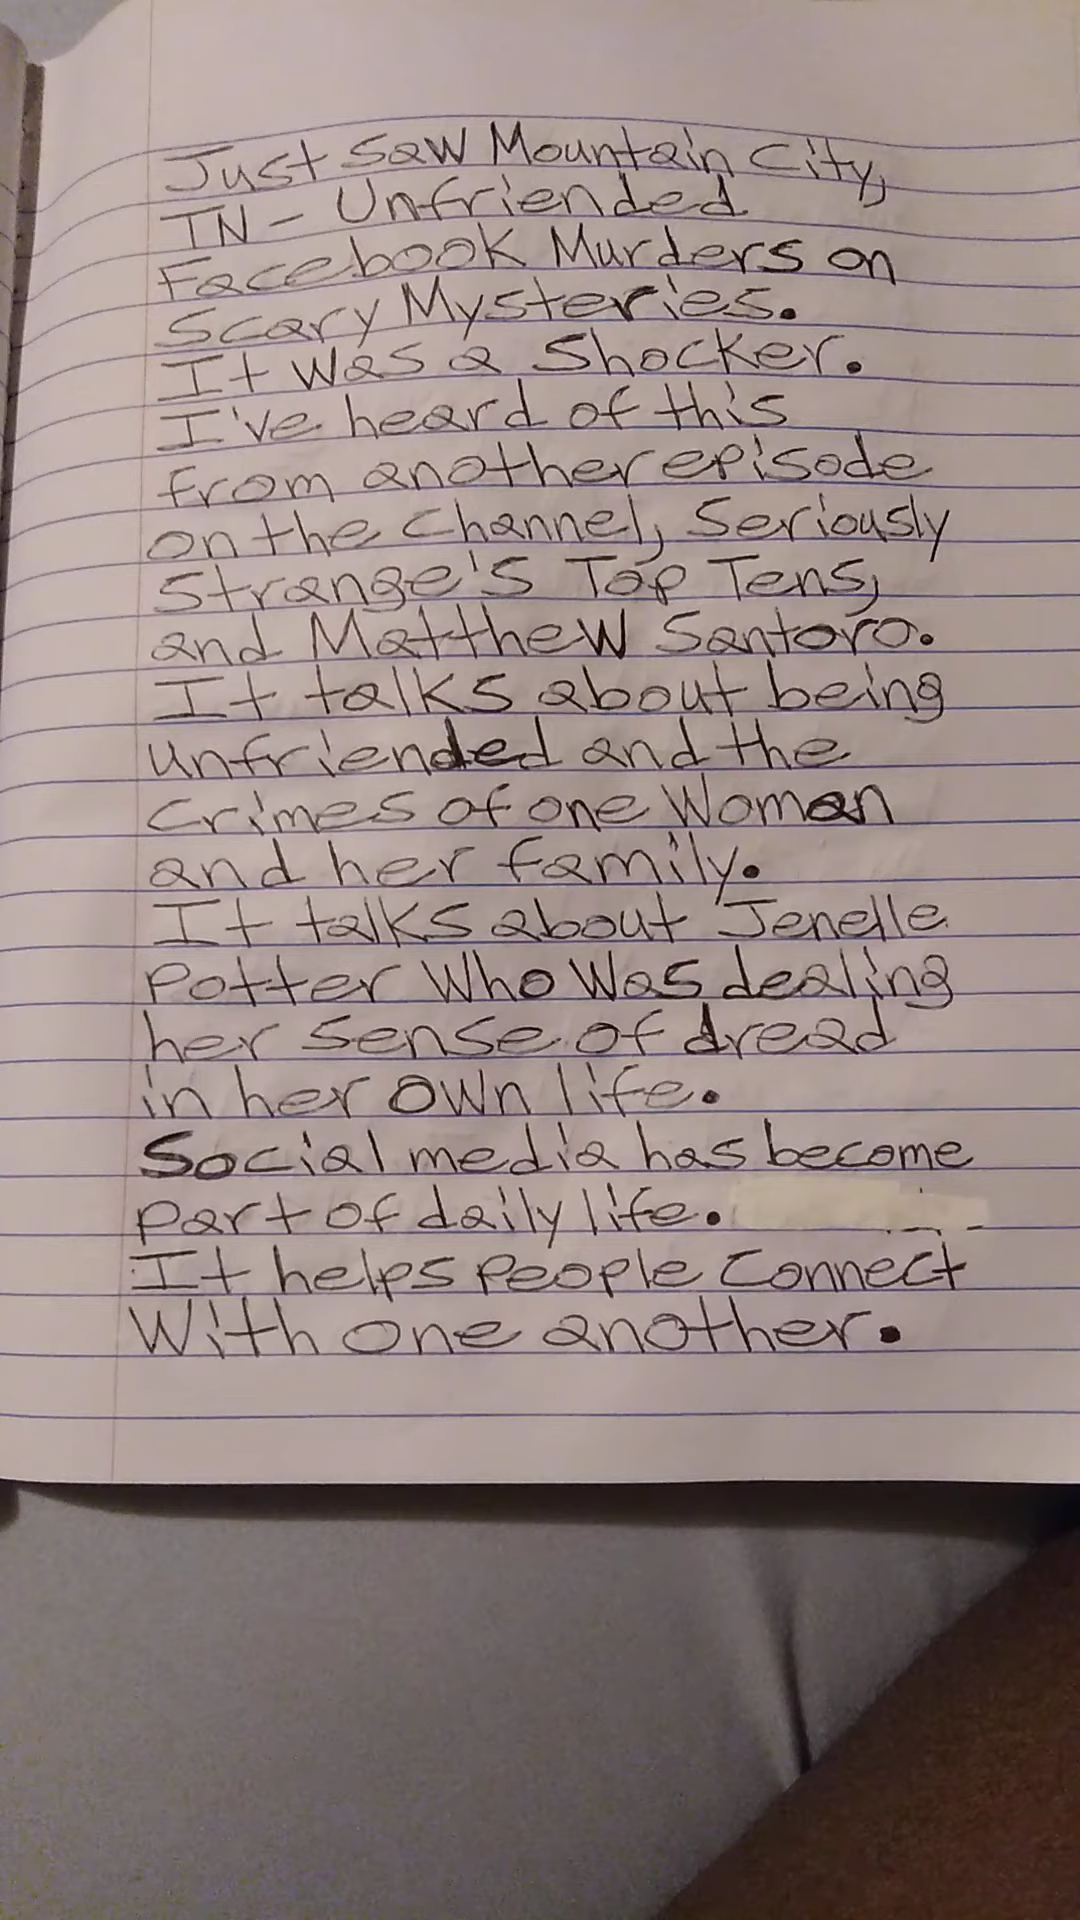 Just saw Mountain City,
TN - Unfriended
Facebook Murders on
Scary Mysteries.
It was a shocker.
I've heard of this
from another episode
on the channel, Seriously
Strange's Top Tens,
and Matthew Santoro.
It talks about being
unfriended and the
crimes of one woman
and her family.
It talks about Jenelle
Potter who was dealing
her sense of dread
in her own life.
Social media has become
part of daily life.
It helps people connect
with one another.